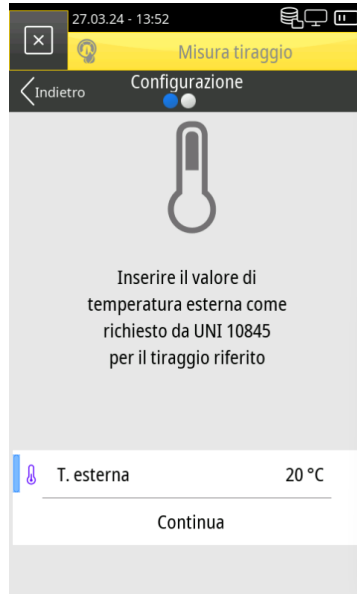 27.03.24 - 13:52
Misura tiraggio
Indietro
Configurazione
Inserire il valore di
temperatura esterna come
richiesto da UNI 10845
per il tiraggio riferito
T. esterna 20 °C
Continua